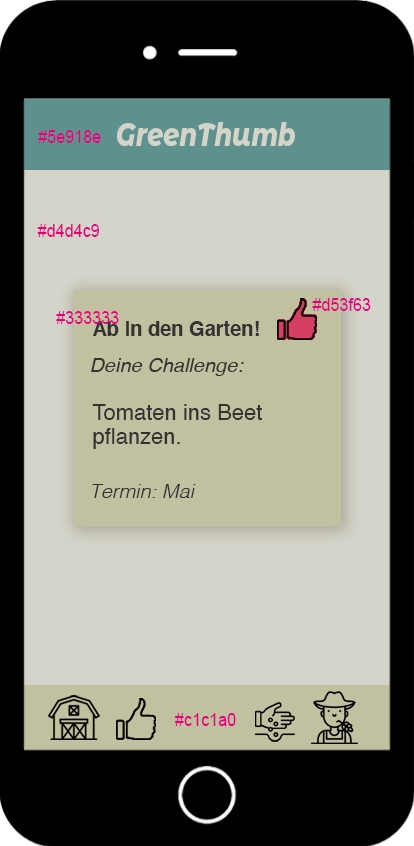 #5e918e GreenThumb
#d4d4c9
#d53f63
#333333
Ab in den Garten!
Deine Challenge:
Tomaten ins Beet
pflanzen.
Termin: Mai
#c1c1a0